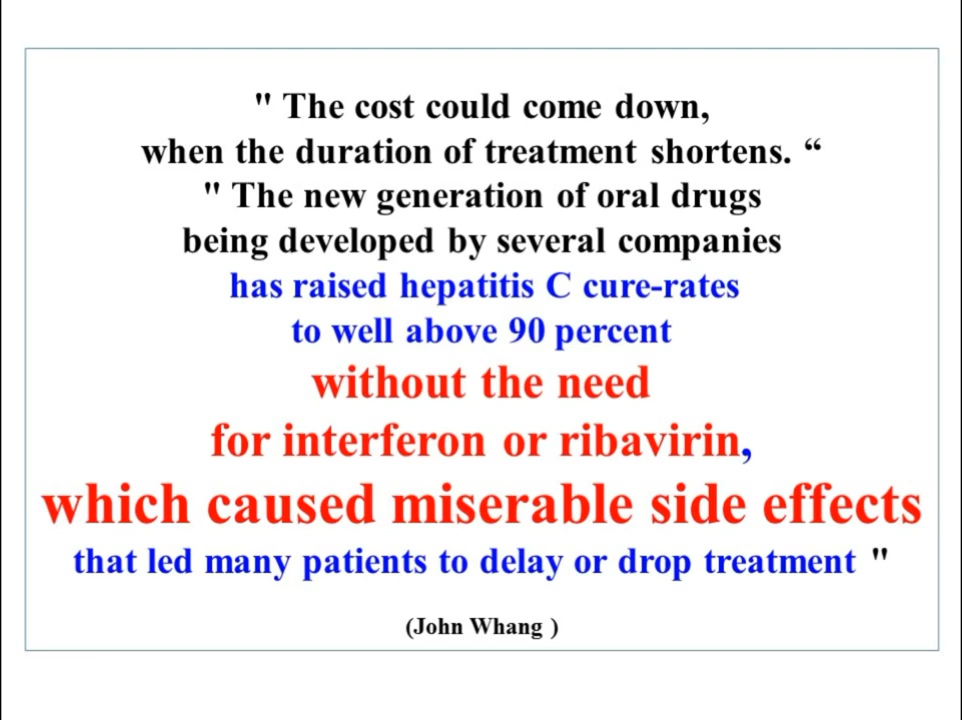 " The cost could come down,
when the duration of treatment shortens. “
" The new generation of oral drugs
being developed by several companies
has raised hepatitis C cure-rates
to well above 90 percent
without the need
for interferon or ribavirin,
which caused miserable side effects
that led many patients to delay or drop treatment "
(John Whang )